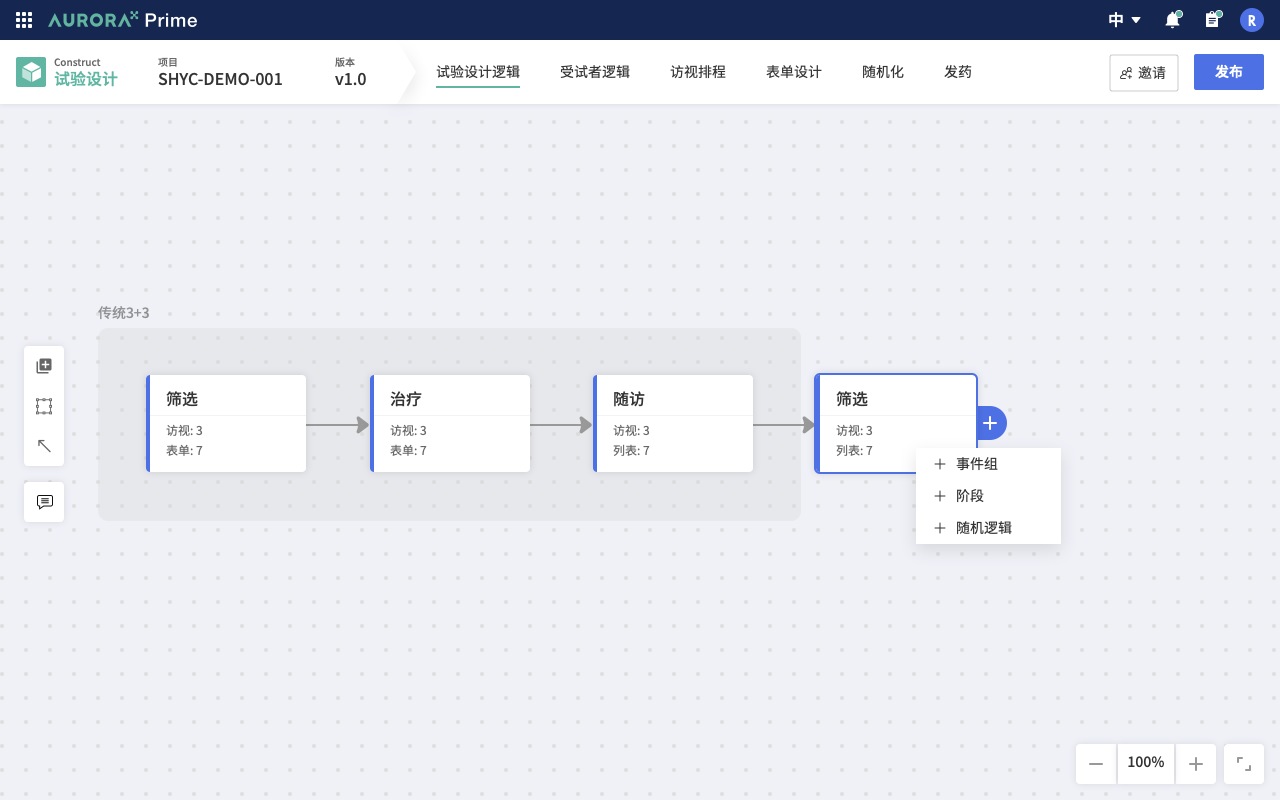 AURORA Prime
中
R
Construct
试验设计
项目
SHYC-DEMO-001
版本
v1.0
试验设计逻辑
受试者逻辑
访视排程
表单设计
随机化
发药
邀请
发布
传统3+3
筛选
访视: 3
表单: 7
治疗
访视: 3
表单: 7
随访
访视: 3
列表: 7
筛选
访视: 3
列表: 7
事件组
阶段
随机逻辑
100%